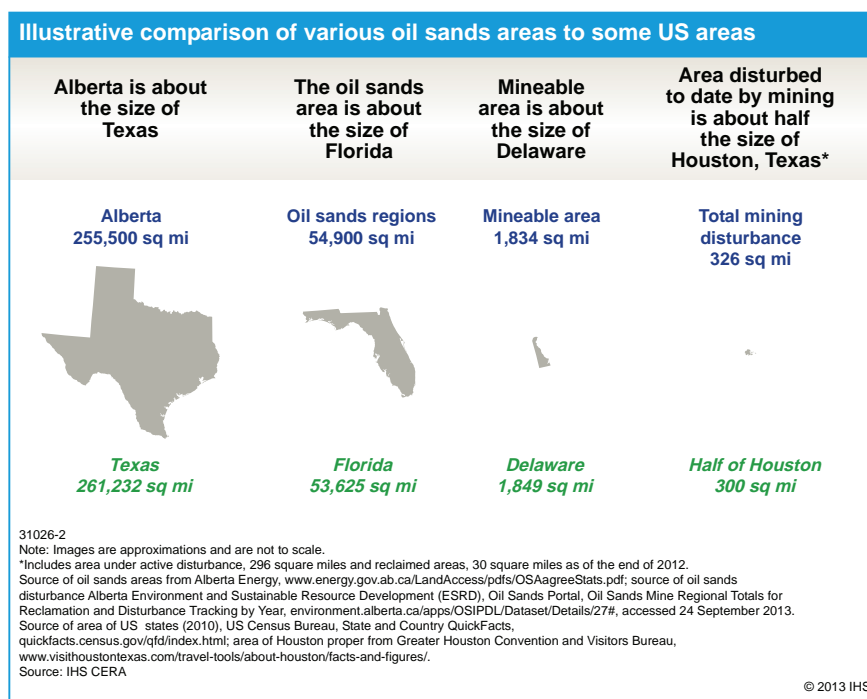 Illustrative comparison of various oil sands areas to some US areas
Alberta is about
the size of
Texas
The oil sands
area is about
the size of
Florida
Mineable
area is about
the size of
Delaware
Area disturbed
to date by mining
is about half
the size of
Houston, Texas*
Alberta
255,500 sq mi
Oil sands regions
54,900 sq mi
Mineable area
1,834 sq mi
Total mining
disturbance
326 sq mi
Texas
261,232 sq mi
Florida
53,625 sq mi
Delaware
1,849 sq mi
Half of Houston
300 sq mi
31026-2
Note: Images are approximations and are not to scale.
*Includes area under active disturbance, 296 square miles and reclaimed areas, 30 square miles as of the end of 2012.
Source of oil sands areas from Alberta Energy, www.energy.gov.ab.ca/LandAccess/pdfs/OSAagreeStats.pdf; source of oil sands
disturbance Alberta Environment and Sustainable Resource Development (ESRD), Oil Sands Portal, Oil Sands Mine Regional Totals for
Reclamation and Disturbance Tracking by Year, environment.alberta.ca/apps/OSIPDL/Dataset/Details/27#, accessed 24 September 2013.
Source of area of US states (2010), US Census Bureau, State and Country QuickFacts,
quickfacts.census.gov/qfd/index.html; area of Houston proper from Greater Houston Convention and Visitors Bureau,
www.visithoustontexas.com/travel-tools/about-houston/facts-and-figures/.
Source: IHS CERA
© 2013 IHS